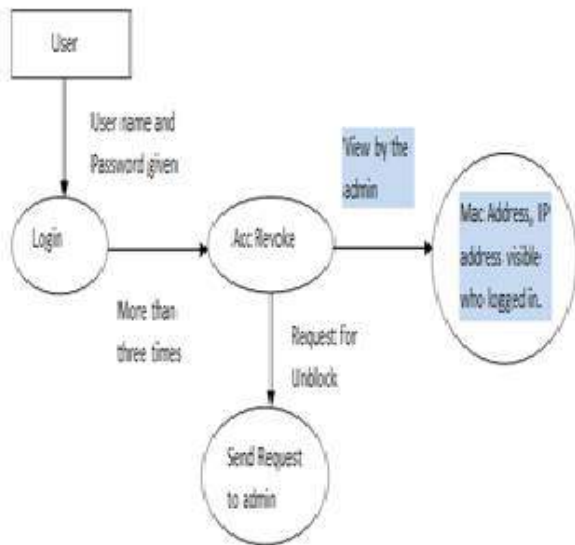 User
User name and
Password given
Login
More than
three times
Acc Revoke
View by the
admin
Mac Address, IP
address visible
who logged in.
Request for
Unblock
Send Request
to admin